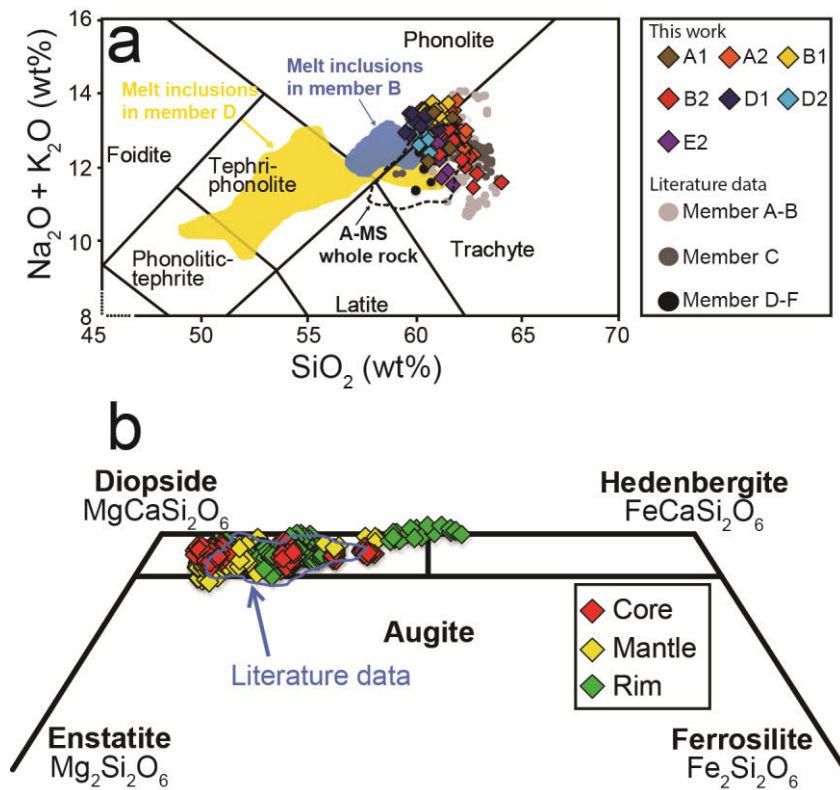 a
Na₂O + K₂O (wt%)
16
14
12
10
8
45
50
55
60
65
70
SiO₂ (wt%)
Phonolite
Melt inclusions
in member B
Melt inclusions
in member D
Foidite
Tephri-
phonolite
Phonolitic-
tephrite
A-MS
whole rock
Trachyte
Latite
This work
A1 A2 B1
B2 D1 D2
E2
Literature data
Member A-B
Member C
Member D-F
b
Diopside
MgCaSi₂O₆
Hedenbergite
FeCaSi₂O₆
Augite
Literature data
Core
Mantle
Rim
Enstatite
Mg₂Si₂O₆
Ferrosilite
Fe₂Si₂O₆